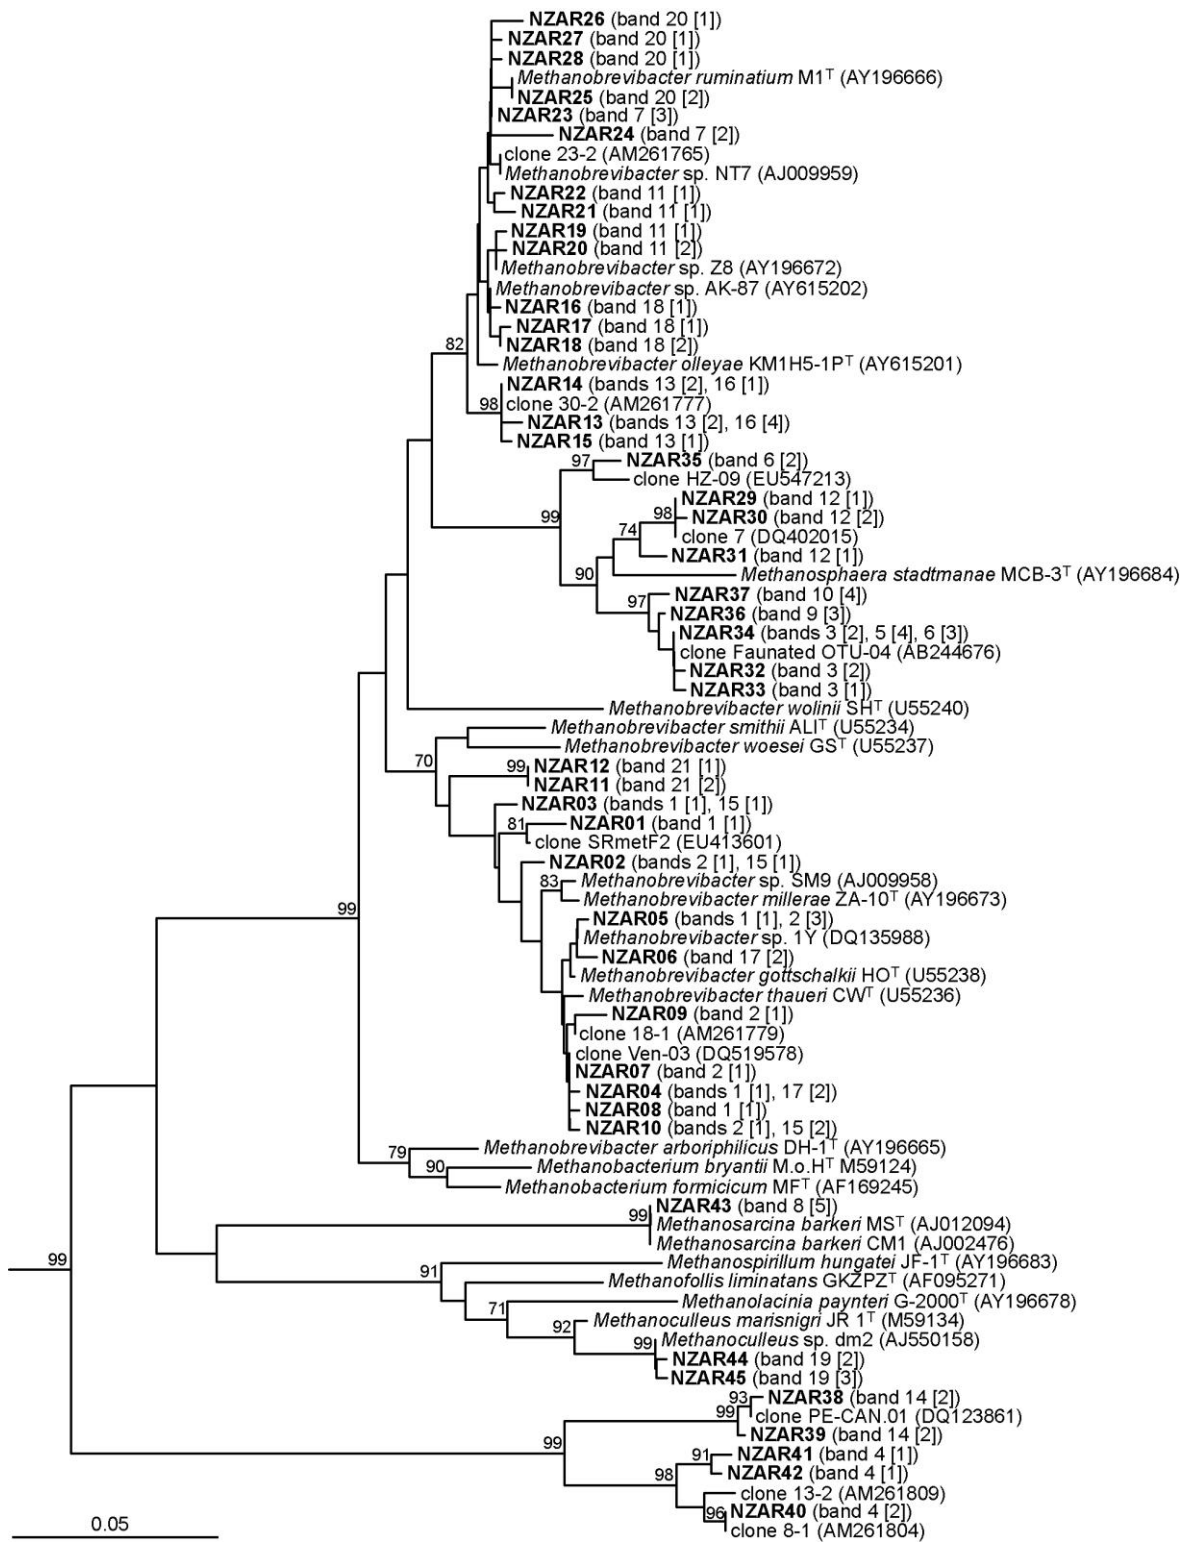 NZAR26 (band 20 [1])
NZAR27 (band 20 [1])
NZAR28 (band 20 [1])
Methanobrevibacter ruminatium M1ᵀ (AY196666)
NZAR25 (band 20 [2])
NZAR23 (band 7 [3])
NZAR24 (band 7 [2])
clone 23-2 (AM261765)
Methanobrevibacter sp. NT7 (AJ009959)
NZAR22 (band 11 [1])
NZAR21 (band 11 [1])
NZAR19 (band 11 [1])
NZAR20 (band 11 [2])
Methanobrevibacter sp. Z8 (AY196672)
Methanobrevibacter sp. AK-87 (AY615202)
NZAR16 (band 18 [1])
NZAR17 (band 18 [1])
82
NZAR18 (band 18 [2])
Methanobrevibacter olleyae KM1H5-1Pᵀ (AY615201)
NZAR14 (bands 13 [2], 16 [1])
98
clone 30-2 (AM261777)
NZAR13 (bands 13 [2], 16 [4])
NZAR15 (band 13 [1])
97
NZAR35 (band 6 [2])
clone HZ-09 (EU547213)
NZAR29 (band 12 [1])
99
98
NZAR30 (band 12 [2])
74
clone 7 (DQ402015)
NZAR31 (band 12 [1])
90
Methanosphaera stadtmanae MCB-3ᵀ (AY196684)
97
NZAR37 (band 10 [4])
NZAR36 (band 9 [3])
NZAR34 (bands 3 [2], 5 [4], 6 [3])
clone Faunated OTU-04 (AB244676)
NZAR32 (band 3 [2])
NZAR33 (band 3 [1])
Methanobrevibacter wolinii SHᵀ (U55240)
Methanobrevibacter smithii ALIᵀ (U55234)
Methanobrevibacter woesei GSᵀ (U55237)
70
99
NZAR12 (band 21 [1])
NZAR11 (band 21 [2])
NZAR03 (bands 1 [1], 15 [1])
81
NZAR01 (band 1 [1])
clone SRmetF2 (EU413601)
NZAR02 (bands 2 [1], 15 [1])
83
Methanobrevibacter sp. SM9 (AJ009958)
Methanobrevibacter millerae ZA-10ᵀ (AY196673)
99
NZAR05 (bands 1 [1], 2 [3])
Methanobrevibacter sp. 1Y (DQ135988)
NZAR06 (band 17 [2])
Methanobrevibacter gottschalkii HOᵀ (U55238)
Methanobrevibacter thaueri CWᵀ (U55236)
NZAR09 (band 2 [1])
clone 18-1 (AM261779)
clone Ven-03 (DQ519578)
NZAR07 (band 2 [1])
NZAR04 (bands 1 [1], 17 [2])
NZAR08 (band 1 [1])
NZAR10 (bands 2 [1], 15 [2])
79
Methanobrevibacter arboriphilicus DH-1ᵀ (AY196665)
90
Methanobacterium bryantii M.o.Hᵀ M59124)
Methanobacterium formicicum MFᵀ (AF169245)
NZAR43 (band 8 [5])
99
Methanosarcina barkeri MSᵀ (AJ012094)
Methanosarcina barkeri CM1 (AJ002476)
99
91
Methanospirillum hungatei JF-1ᵀ (AY196683)
Methanofollis liminatans GKZPZᵀ (AF095271)
71
Methanolacinia paynteri G-2000ᵀ (AY196678)
92
Methanoculleus marisnigri JR 1ᵀ (M59134)
99
Methanoculleus sp. dm2 (AJ550158)
NZAR44 (band 19 [2])
NZAR45 (band 19 [3])
93
NZAR38 (band 14 [2])
99
clone PE-CAN.01 (DQ123861)
NZAR39 (band 14 [2])
99
91
NZAR41 (band 4 [1])
98
NZAR42 (band 4 [1])
clone 13-2 (AM261809)
96
NZAR40 (band 4 [2])
clone 8-1 (AM261804)
0.05